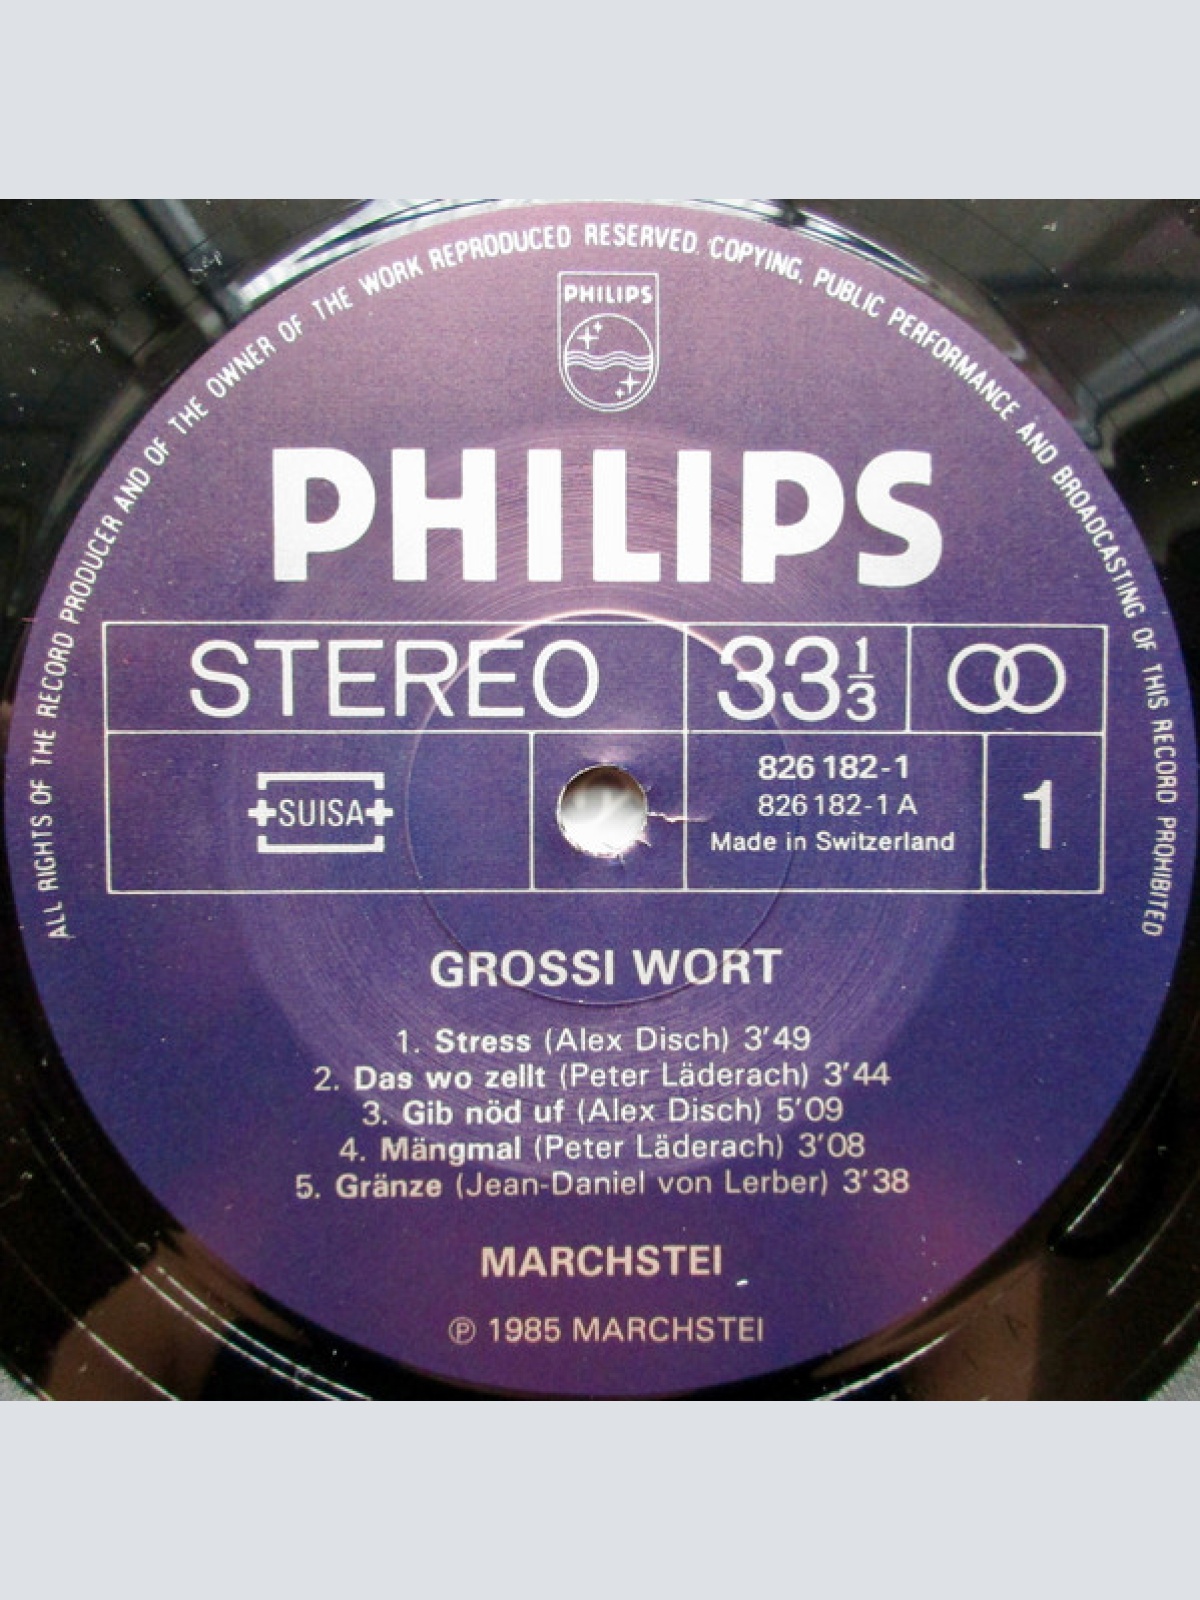 ALL RIGHTS OF THE RECORD PRODUCER AND OF THE OWNER OF THE WORK REPRODUCED RESERVED. COPYING, PUBLIC PERFORMANCE AND BROADCASTING OF THIS RECORD PROHIBITED
PHILIPS
PHILIPS
STEREO
33 1/3
SUISA
826 182-1
826 182-1 A
Made in Switzerland
1
GROSSI WORT
1. Stress (Alex Disch) 3'49
2. Das wo zellt (Peter Läderach) 3'44
3. Gib nöd uf (Alex Disch) 5'09
4. Mängmal (Peter Läderach) 3'08
5. Gränze (Jean-Daniel von Lerber) 3'38
MARCHSTEI
℗ 1985 MARCHSTEI